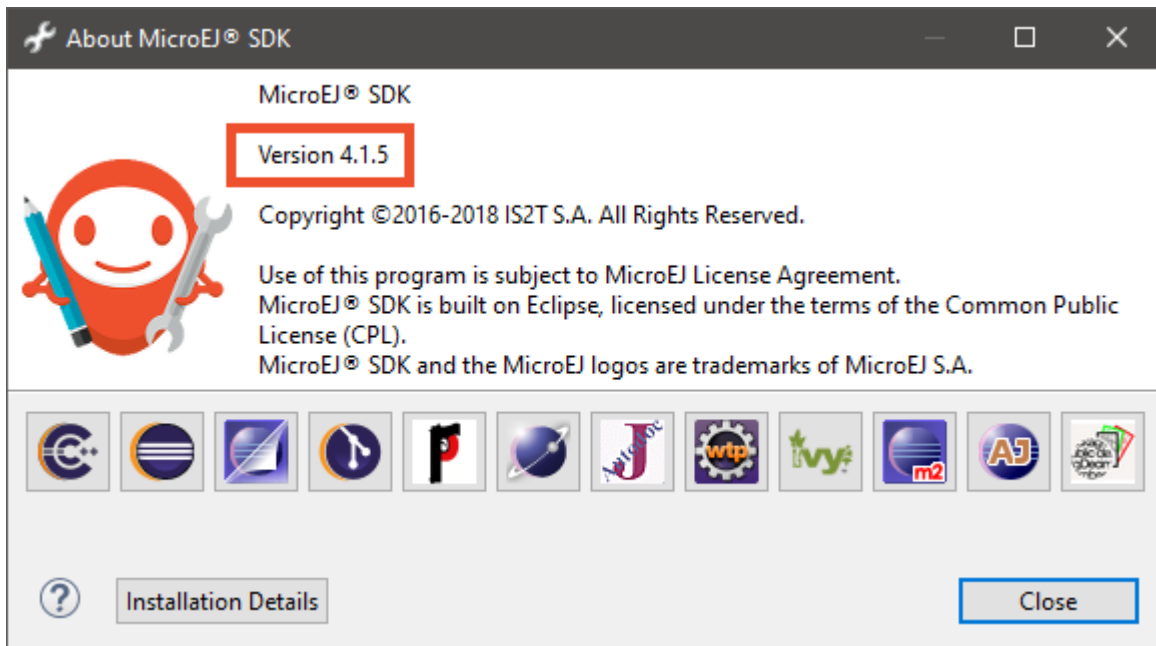 About MicroEJ® SDK
MicroEJ® SDK
Version 4.1.5
Copyright ©2016-2018 IS2T S.A. All Rights Reserved.
Use of this program is subject to MicroEJ License Agreement.
MicroEJ® SDK is built on Eclipse, licensed under the terms of the Common Public
License (CPL).
MicroEJ® SDK and the MicroEJ logos are trademarks of MicroEJ S.A.
C++
Autodoc J
wtp
ivy
m2
AJ
? Installation Details
Close